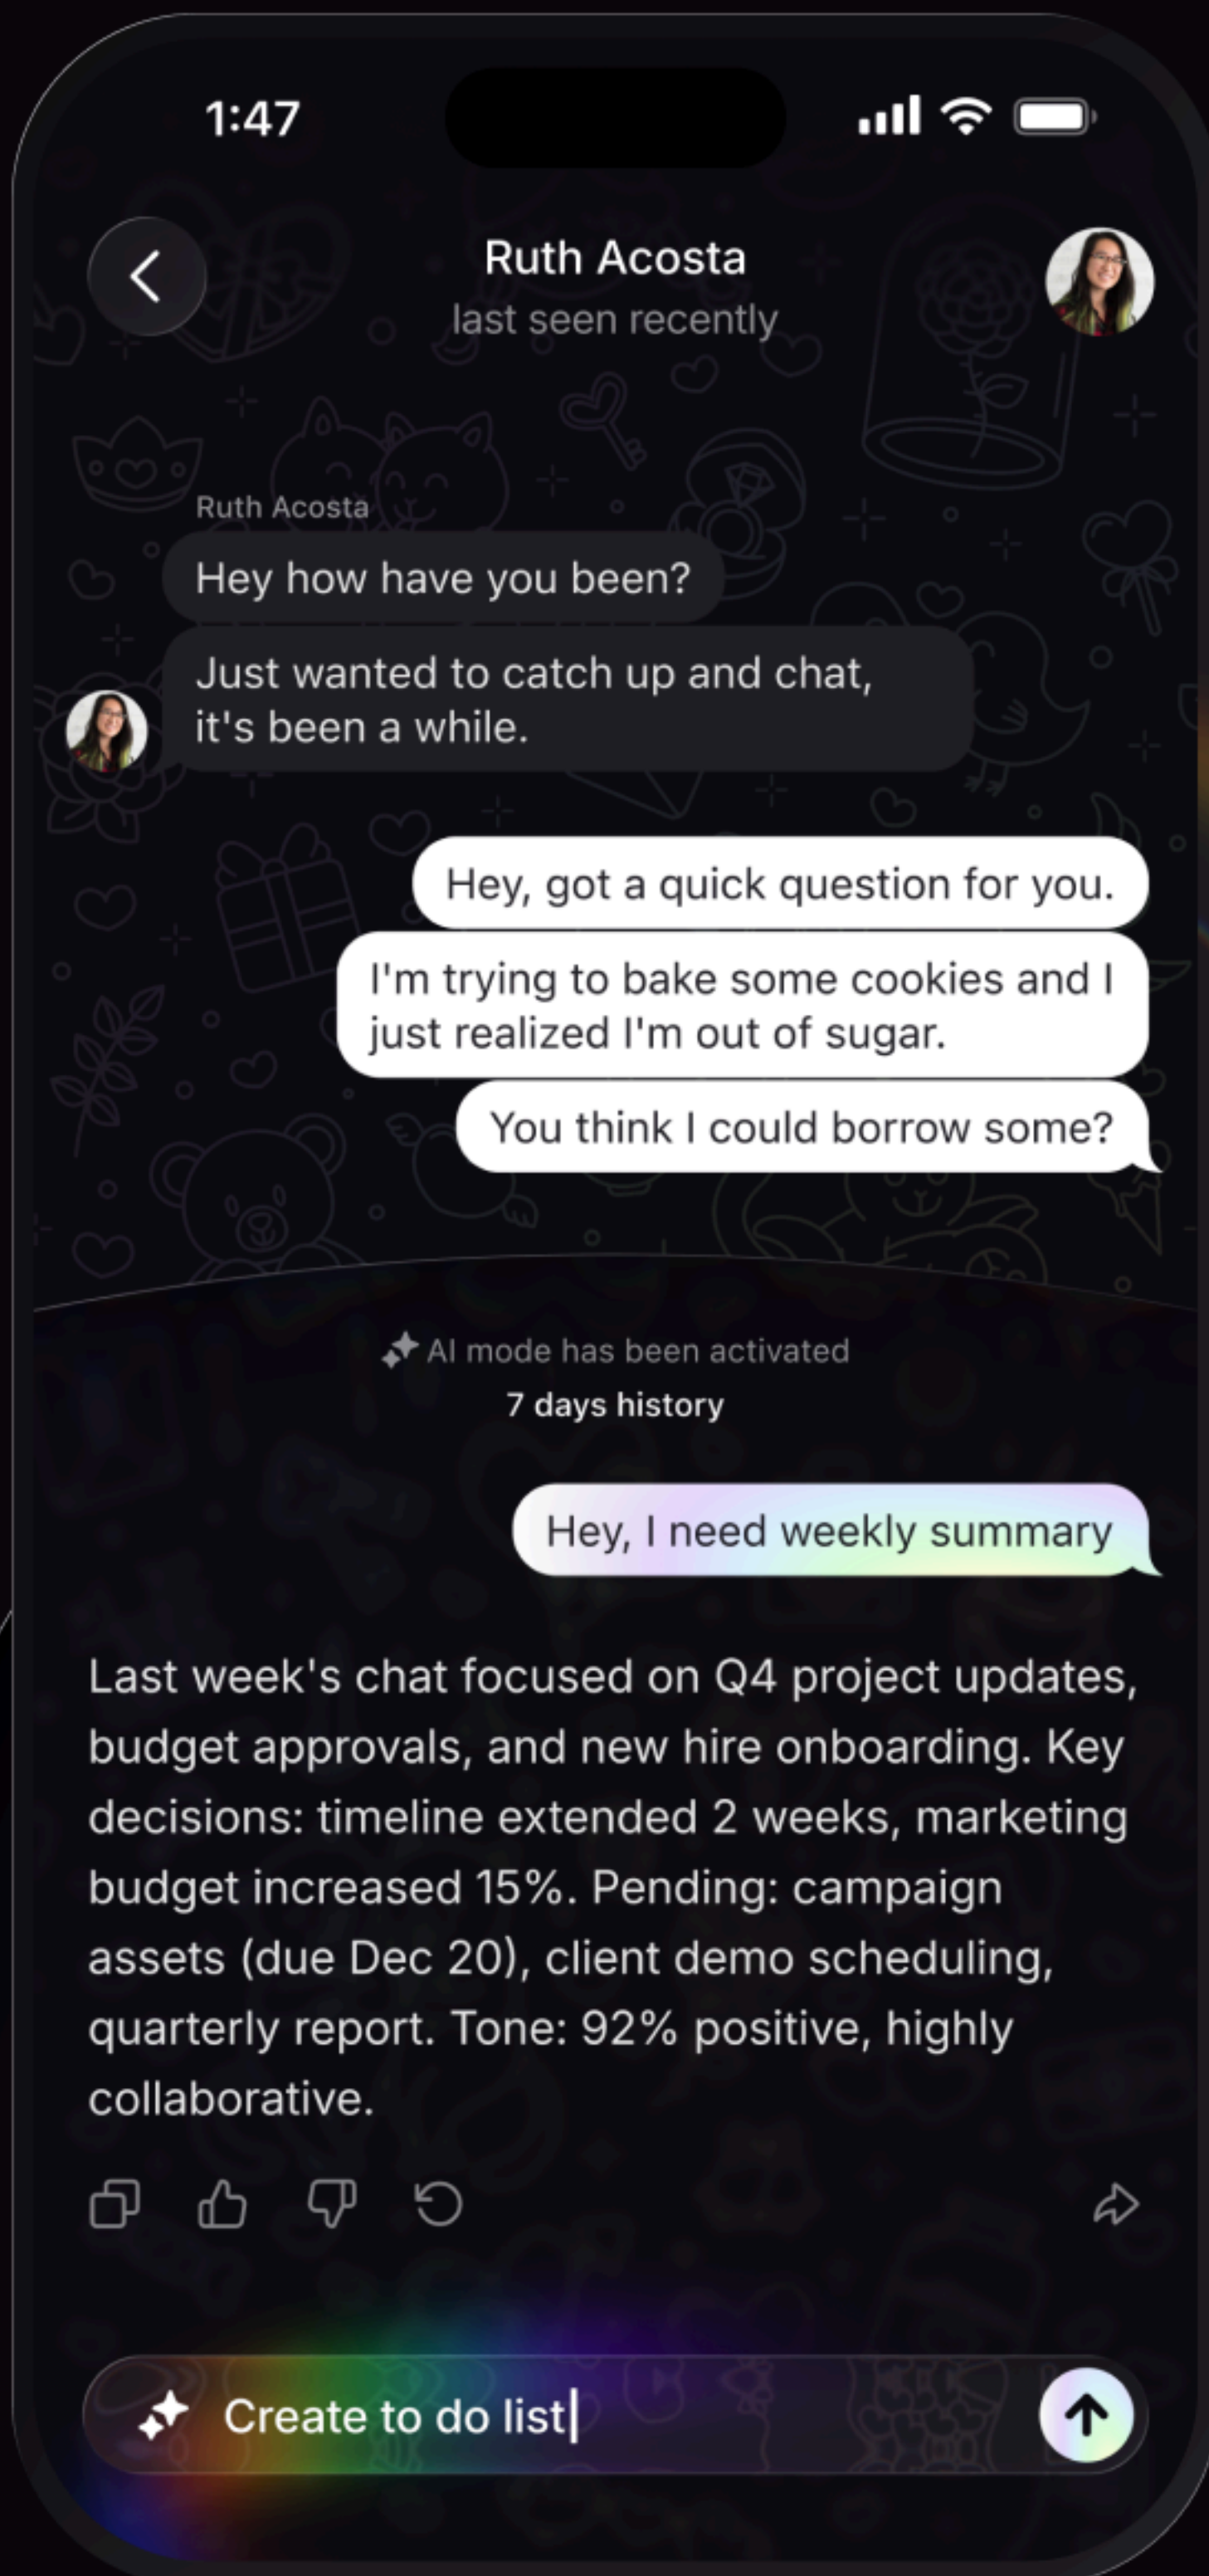 1:47
Ruth Acosta
last seen recently
Ruth Acosta
Hey how have you been?
Just wanted to catch up and chat,
it's been a while.
Hey, got a quick question for you.
I'm trying to bake some cookies and I
just realized I'm out of sugar.
You think I could borrow some?
AI mode has been activated
7 days history
Hey, I need weekly summary
Last week's chat focused on Q4 project updates,
budget approvals, and new hire onboarding. Key
decisions: timeline extended 2 weeks, marketing
budget increased 15%. Pending: campaign
assets (due Dec 20), client demo scheduling,
quarterly report. Tone: 92% positive, highly
collaborative.
Create to do list